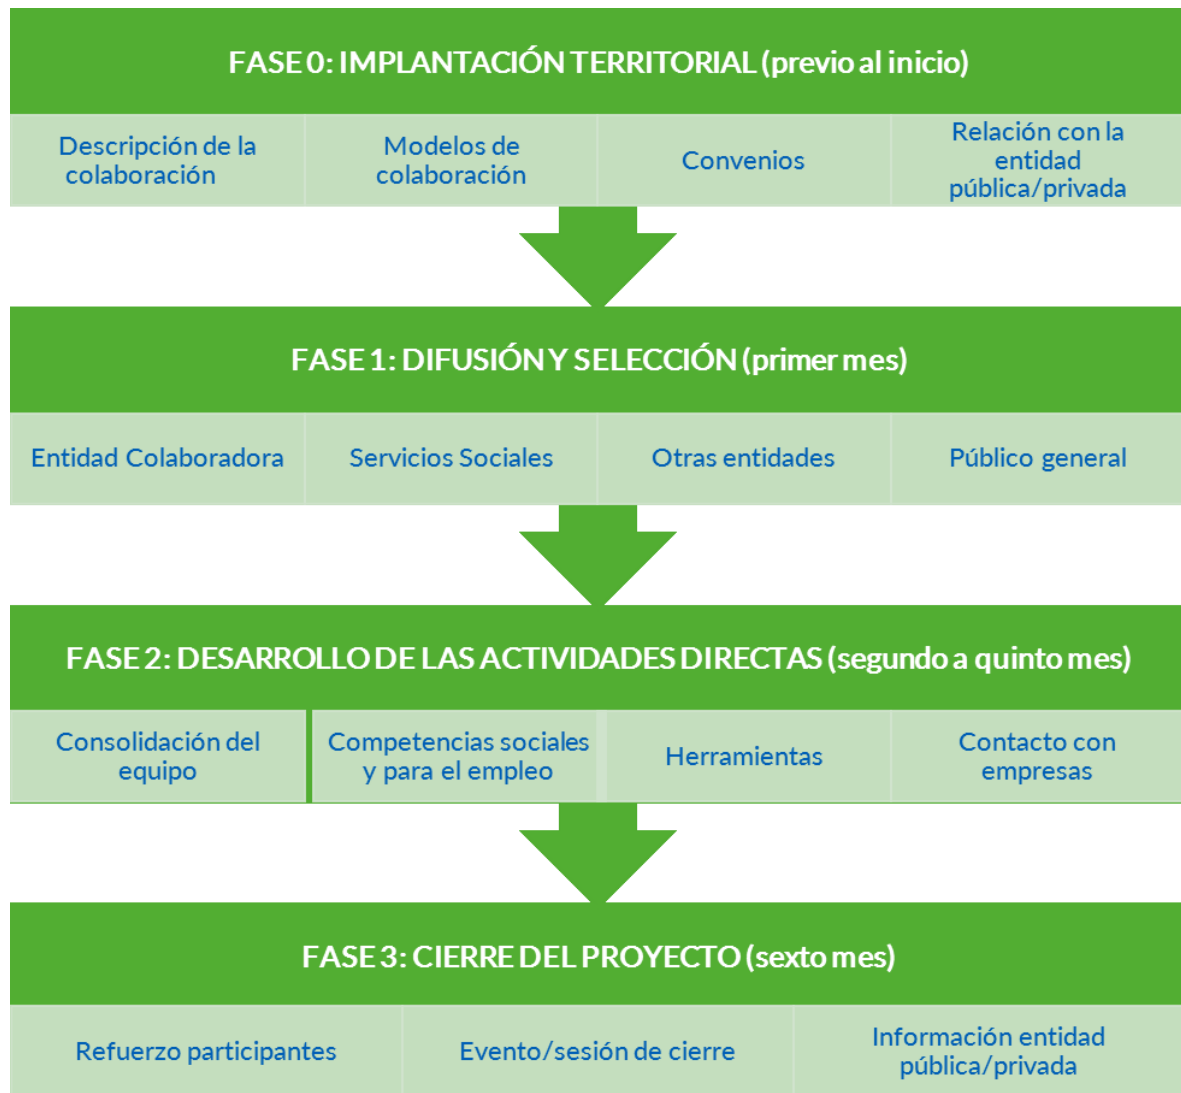 FASE 0: IMPLANTACIÓN TERRITORIAL (previo al inicio)
Descripción de la
colaboración
Modelos de
colaboración
Convenios
Relación con la
entidad
pública/privada
FASE 1: DIFUSIÓN Y SELECCIÓN (primer mes)
Entidad Colaboradora
Servicios Sociales
Otras entidades
Público general
FASE 2: DESARROLLO DE LAS ACTIVIDADES DIRECTAS (segundo a quinto mes)
Consolidación del
equipo
Competencias sociales
y para el empleo
Herramientas
Contacto con
empresas
FASE 3: CIERRE DEL PROYECTO (sexto mes)
Refuerzo participantes
Evento/sesión de cierre
Información entidad
pública/privada